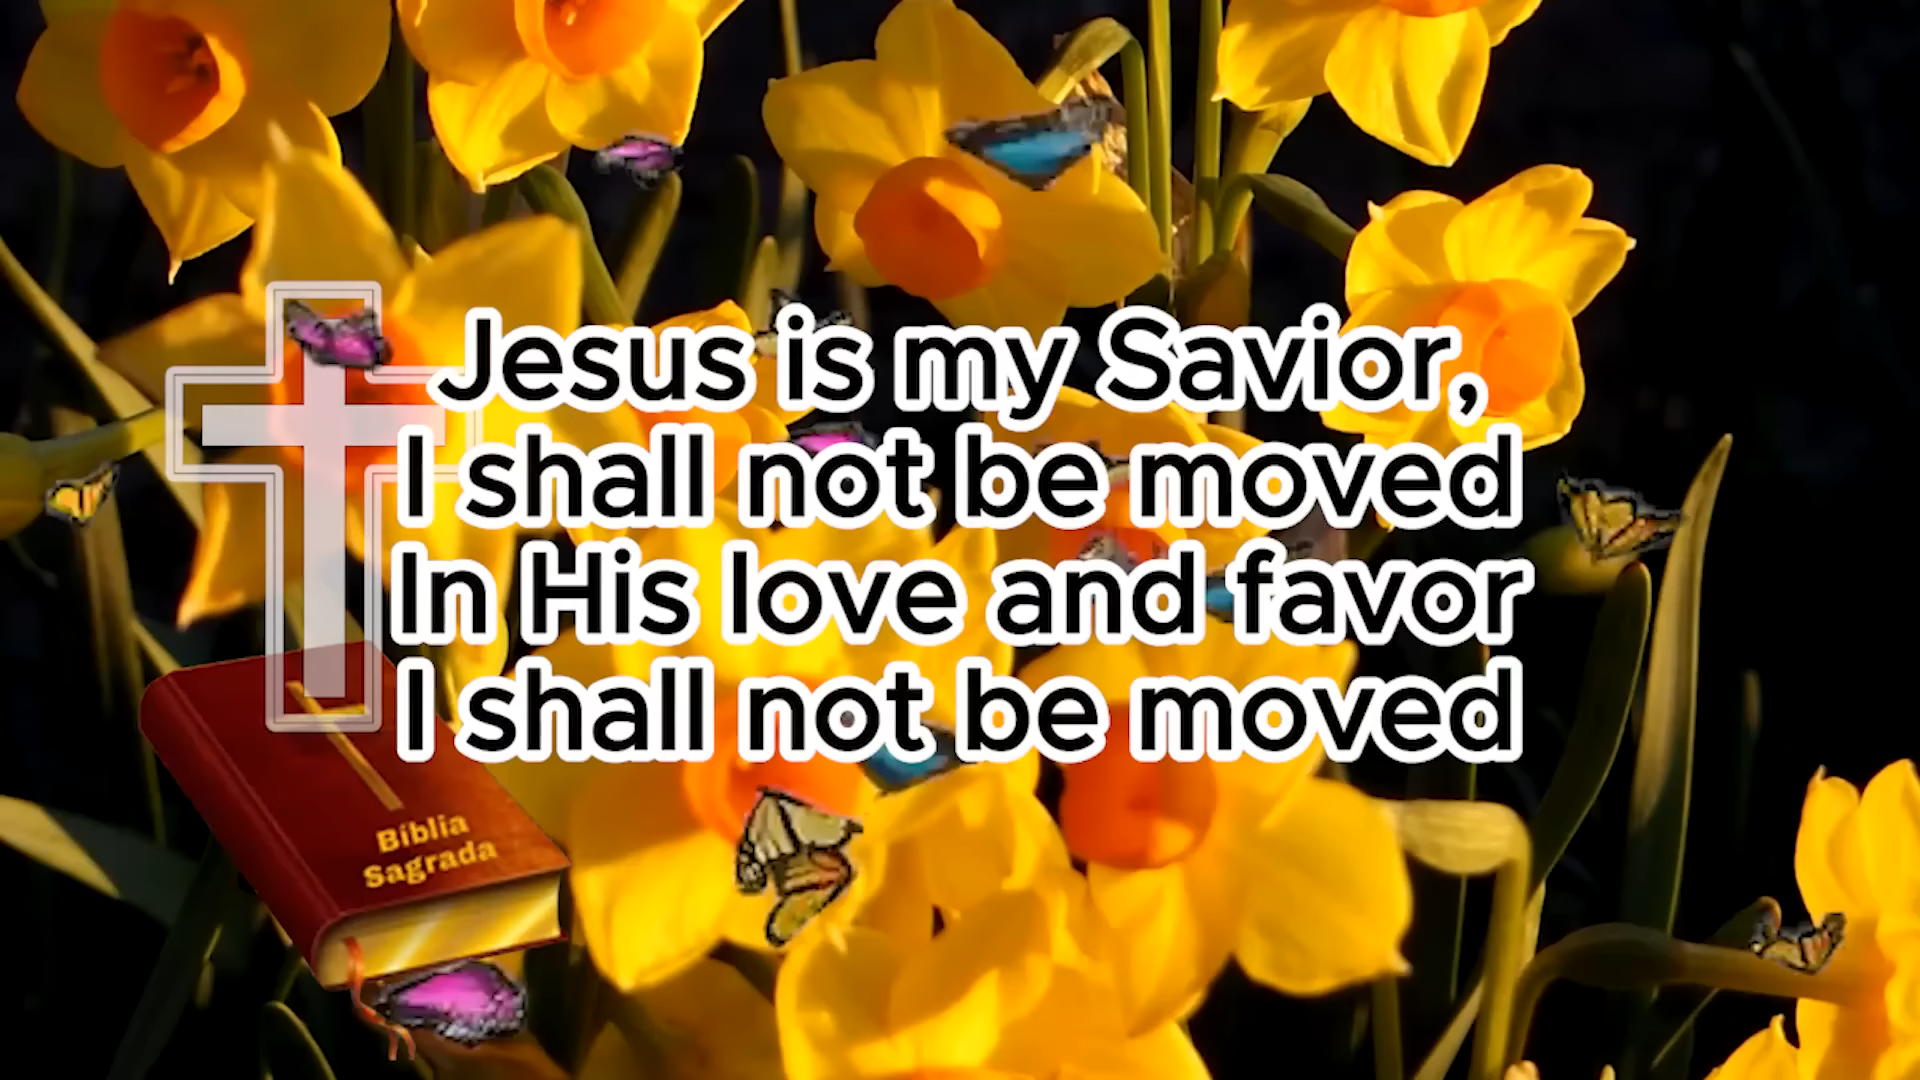 Jesus is my Savior,
I shall not be moved
In His love and favor
I shall not be moved
Bíblia
Sagrada